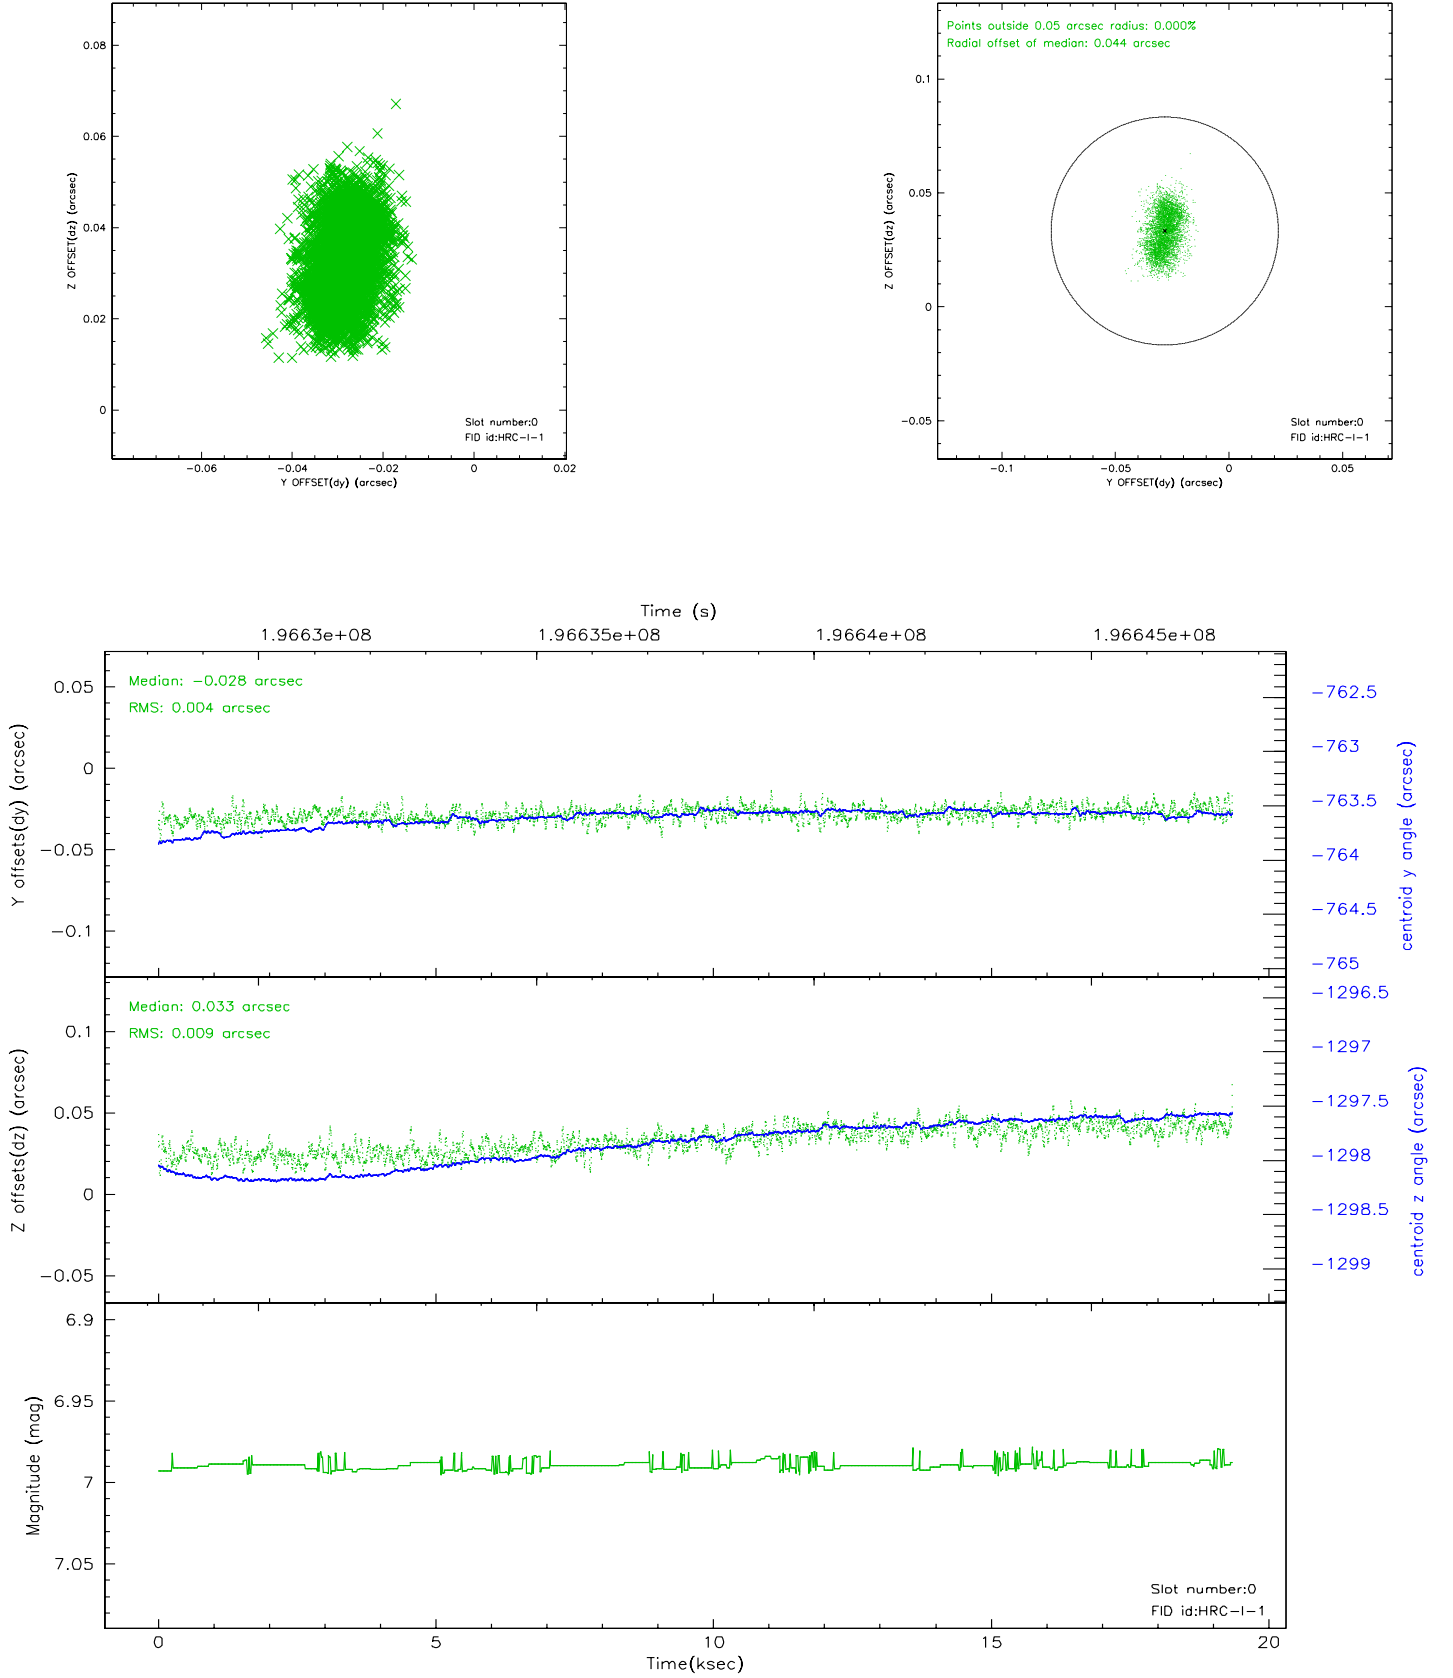 0.08
0.06
0.04
0.02
0
Z OFFSET(dz) (arcsec)
Slot number:0
FID id:HRC-I-1
-0.06
-0.04
-0.02
0
0.02
Y OFFSET(dy) (arcsec)
Points outside 0.05 arcsec radius: 0.000%
Radial offset of median: 0.044 arcsec
0.1
0.05
0
-0.05
Z OFFSET(dz) (arcsec)
Slot number:0
FID id:HRC-I-1
-0.1
-0.05
0
0.05
Y OFFSET(dy) (arcsec)
Time (s)
1.9663e+08
1.96635e+08
1.9664e+08
1.96645e+08
Median: -0.028 arcsec
RMS: 0.004 arcsec
0.05
0
-0.05
-0.1
Y offsets(dy) (arcsec)
-762.5
-763
-763.5
-764
-764.5
-765
centroid y angle (arcsec)
Median: 0.033 arcsec
RMS: 0.009 arcsec
0.1
0.05
0
-0.05
Z offsets(dz) (arcsec)
-1296.5
-1297
-1297.5
-1298
-1298.5
-1299
centroid z angle (arcsec)
6.9
6.95
7
7.05
Magnitude (mag)
Slot number:0
FID id:HRC-I-1
0
5
10
15
20
Time(ksec)